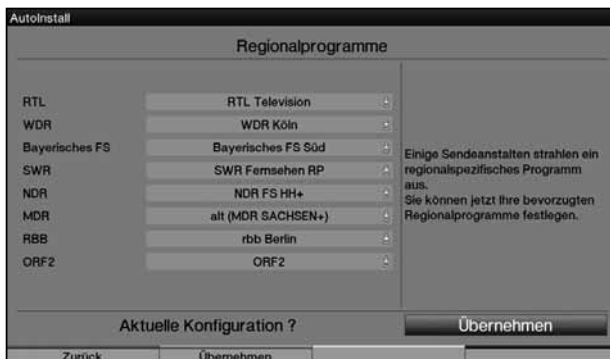 AutoInstall
Regionalprogramme
RTL RTL Television
WDR WDR Köln
Bayerisches FS Bayerisches FS Süd
SWR SWR Fernsehen RP
NDR NDR FS HH+
MDR alt (MDR SACHSEN+)
RBB rbb Berlin
ORF2 ORF2
Einige Sendeanstalten strahlen ein
regionalspezifisches Programm
aus.
Sie können jetzt Ihre bevorzugten
Regionalprogramme festlegen.
Aktuelle Konfiguration ? Übernehmen
Zurück Übernehmen